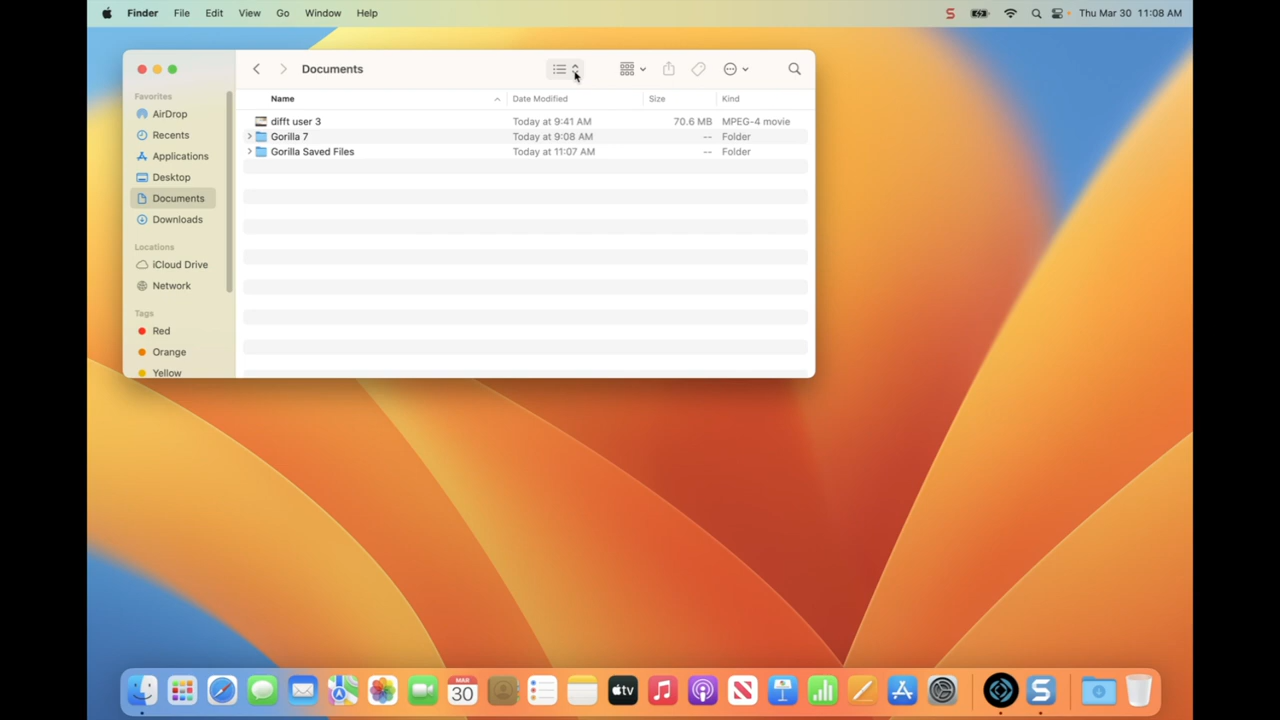 Finder File Edit View Go Window Help
S Thu Mar 30 11:08 AM
Documents
Favorites
AirDrop
Recents
Applications
Desktop
Documents
Downloads
Locations
iCloud Drive
Network
Tags
Red
Orange
Yellow
Name Date Modified Size Kind
difft user 3 Today at 9:41 AM 70.6 MB MPEG-4 movie
Gorilla 7 Today at 9:08 AM -- Folder
Gorilla Saved Files Today at 11:07 AM -- Folder
MAR
30
tv
S